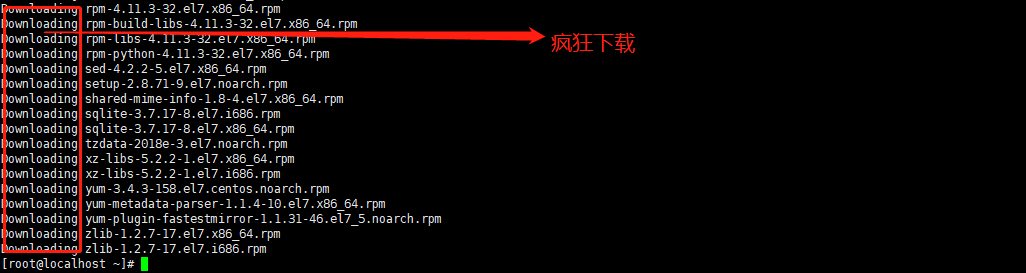 Downloading rpm-4.11.3-32.el7.x86_64.rpm
Downloading rpm-build-libs-4.11.3-32.el7.x86_64.rpm
Downloading rpm-libs-4.11.3-32.el7.x86_64.rpm
疯狂下载
Downloading rpm-python-4.11.3-32.el7.x86_64.rpm
Downloading sed-4.2.2-5.el7.x86_64.rpm
Downloading setup-2.8.71-9.el7.noarch.rpm
Downloading shared-mime-info-1.8-4.el7.x86_64.rpm
Downloading sqlite-3.7.17-8.el7.i686.rpm
Downloading sqlite-3.7.17-8.el7.x86_64.rpm
Downloading tzdata-2018e-3.el7.noarch.rpm
Downloading xz-libs-5.2.2-1.el7.x86_64.rpm
Downloading xz-libs-5.2.2-1.el7.i686.rpm
Downloading yum-3.4.3-158.el7.centos.noarch.rpm
Downloading yum-metadata-parser-1.1.4-10.el7.x86_64.rpm
Downloading yum-plugin-fastestmirror-1.1.31-46.el7_5.noarch.rpm
Downloading zlib-1.2.7-17.el7.x86_64.rpm
Downloading zlib-1.2.7-17.el7.i686.rpm
[root@localhost ~]#